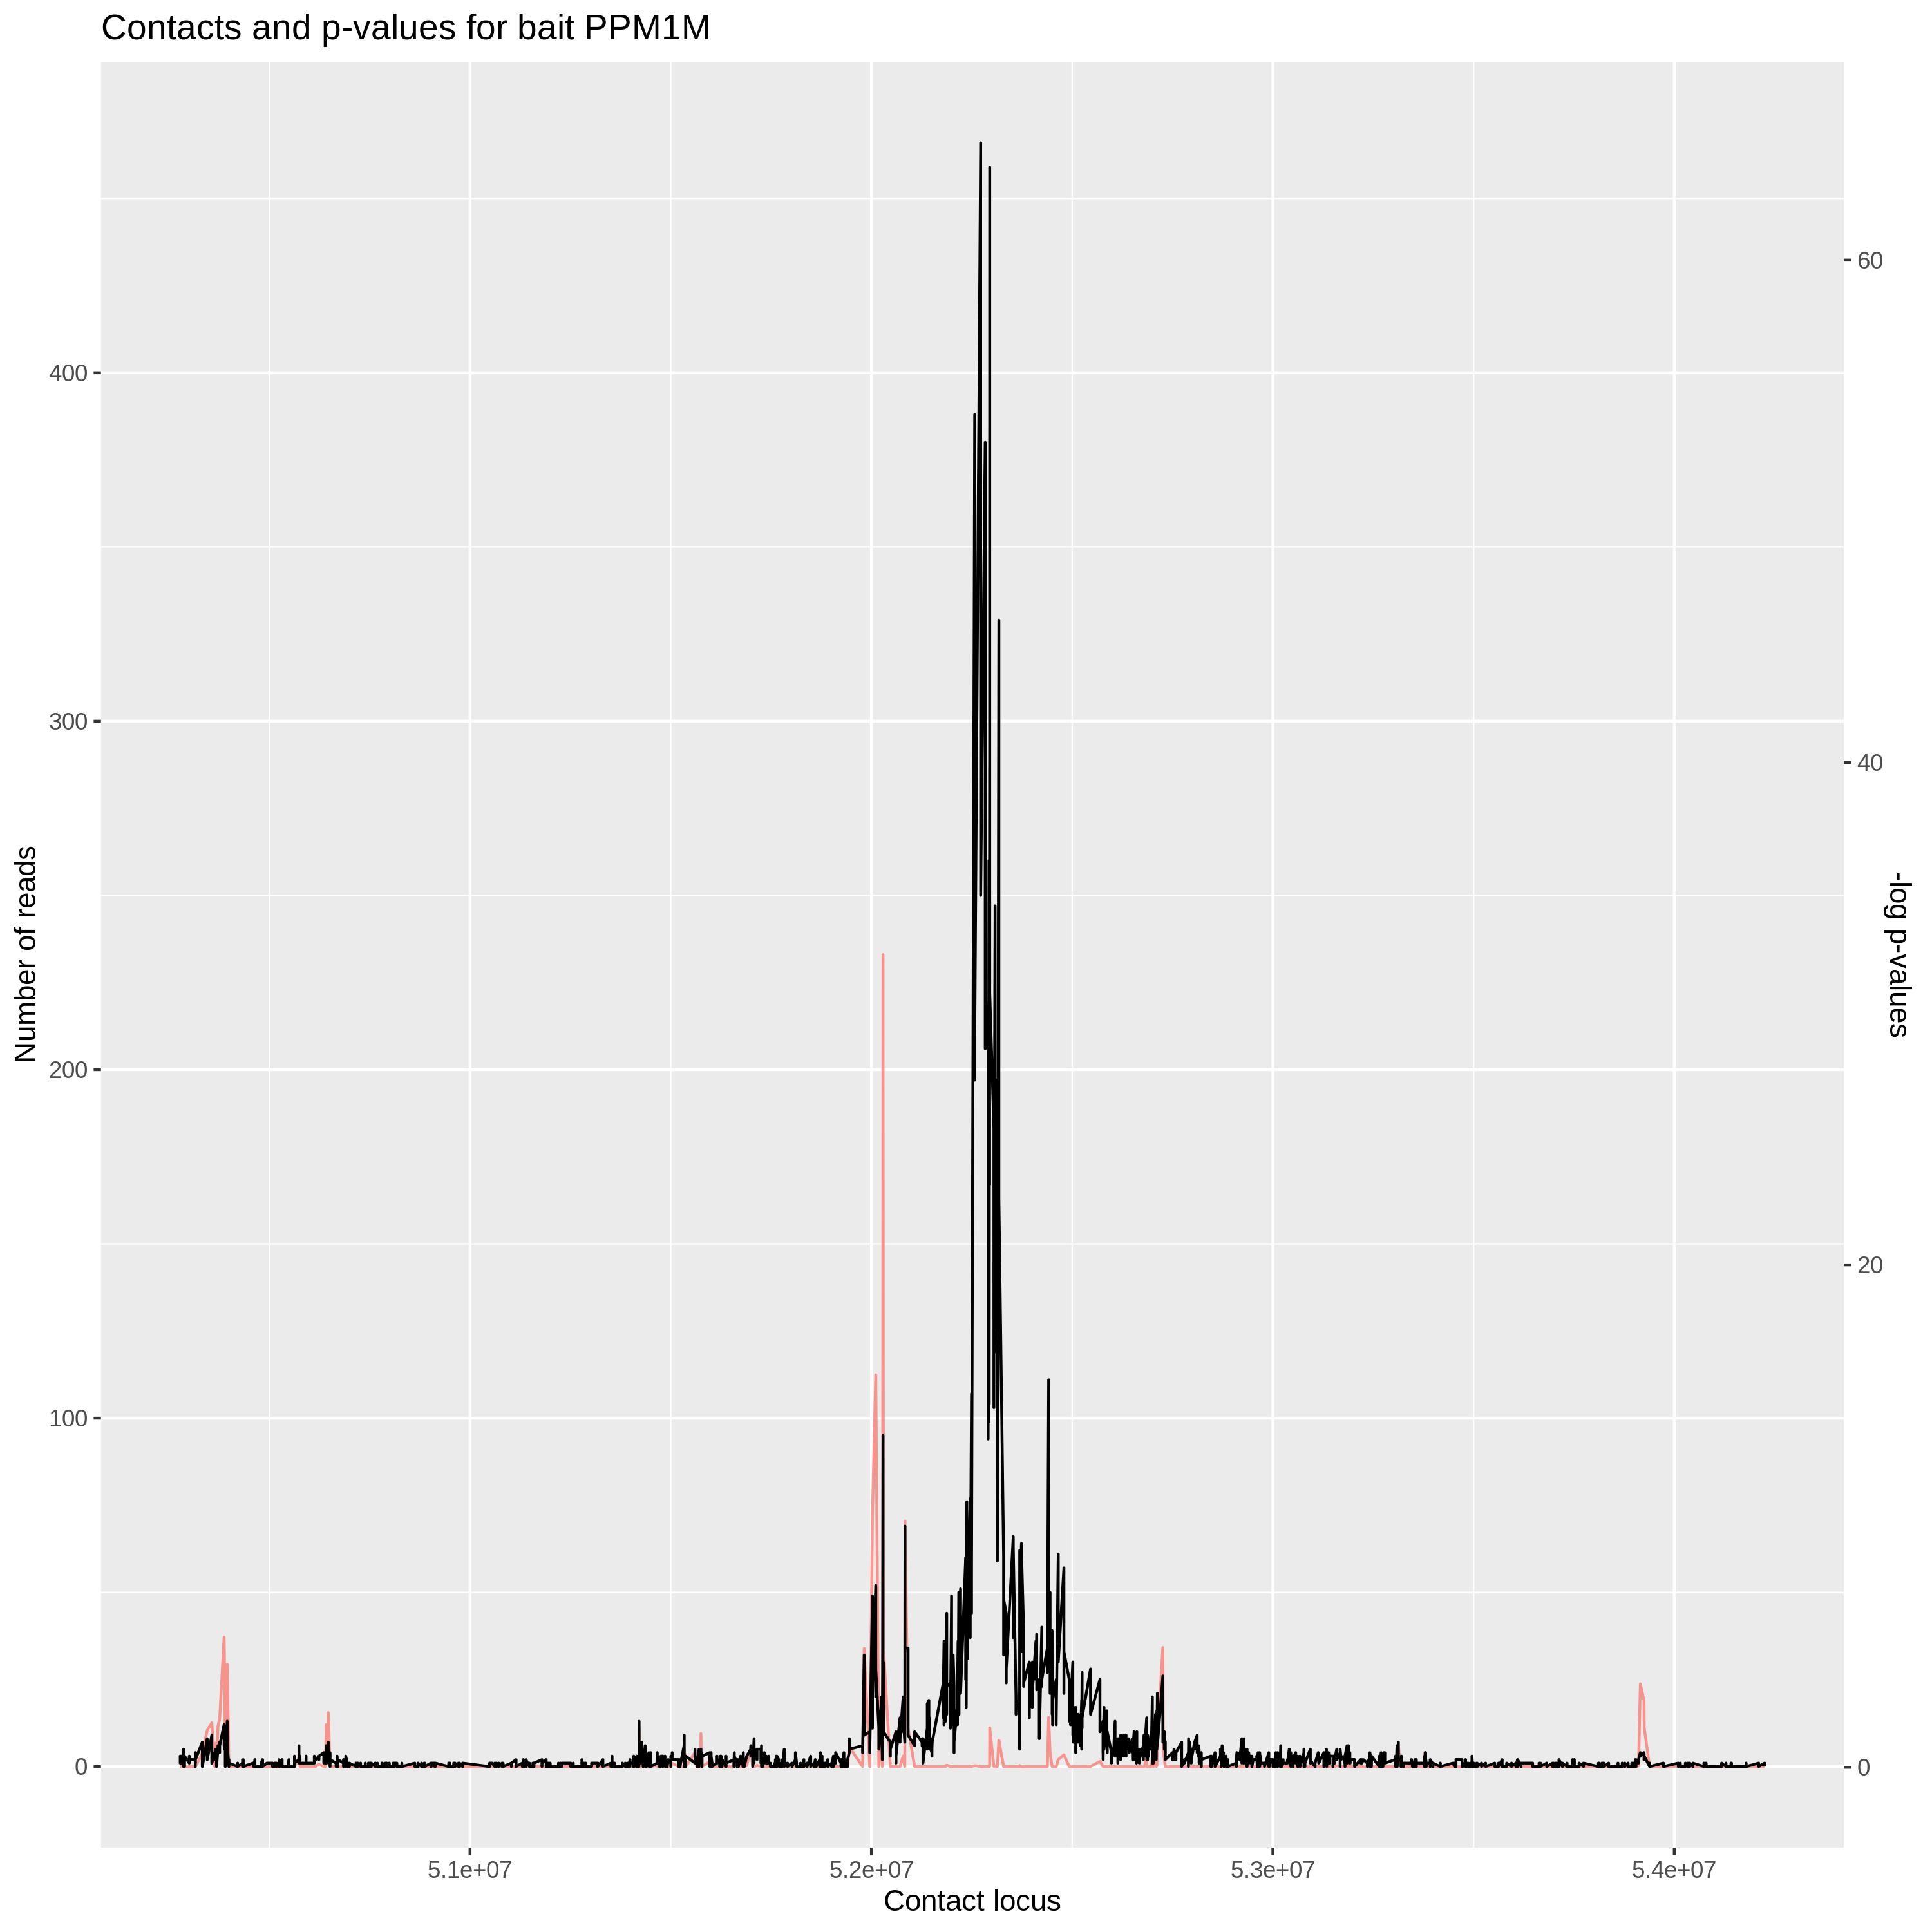 Contacts and p-values for bait PPM1M
400
300
200
100
0
Number of reads
60
40
20
0
-log p-values
5.1e+07
5.2e+07
5.3e+07
5.4e+07
Contact locus